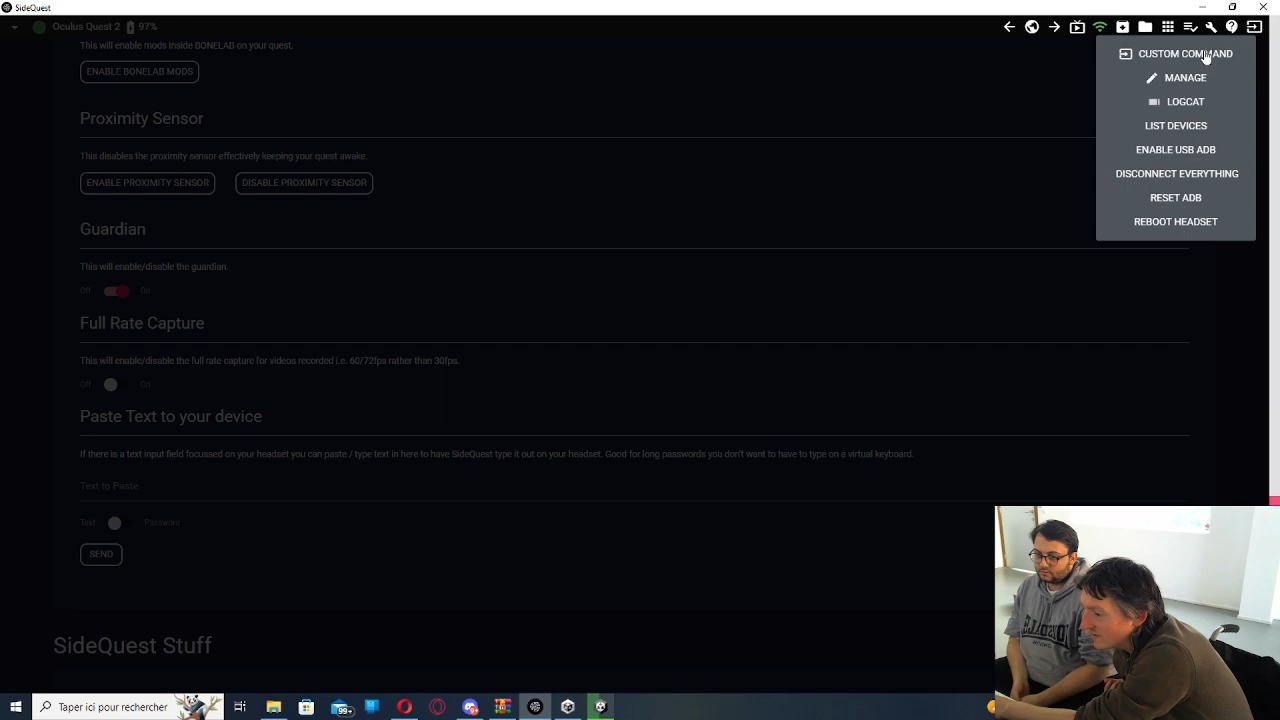 SideQuest
Oculus Quest 2 97%
This will enable mods inside BONELAB on your quest.
ENABLE BONELAB MODS
Proximity Sensor
This disables the proximity sensor effectively keeping your quest awake.
ENABLE PROXIMITY SENSOR DISABLE PROXIMITY SENSOR
Guardian
This will enable/disable the guardian.
Off On
Full Rate Capture
This will enable/disable the full rate capture for videos recorded i.e. 60/72fps rather than 30fps.
Off On
Paste Text to your device
If there is a text input field focussed on your headset you can paste / type text in here to have SideQuest type it out on your headset. Good for long passwords you don't want to have to type on a virtual keyboard.
Text to Paste
Text Password
SEND
SideQuest Stuff
CUSTOM COMMAND
MANAGE
LOGCAT
LIST DEVICES
ENABLE USB ADB
DISCONNECT EVERYTHING
RESET ADB
REBOOT HEADSET
Taper ici pour rechercher
99+